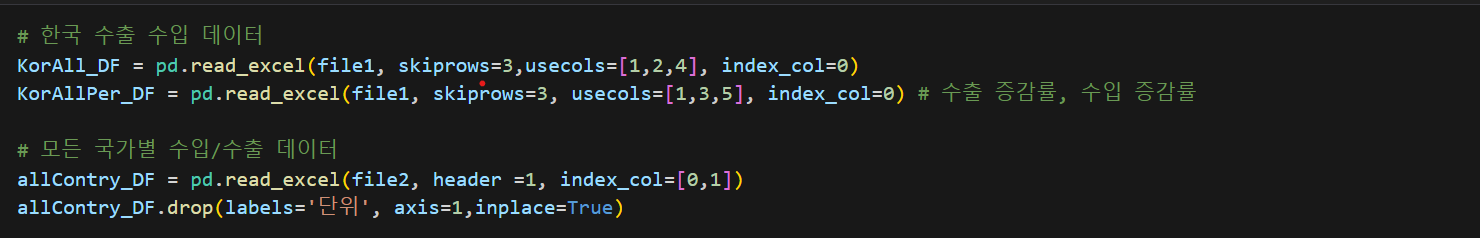 # 한국 수출 수입 데이터
KorAll_DF = pd.read_excel(file1, skiprows=3,usecols=[1,2,4], index_col=0)
KorAllPer_DF = pd.read_excel(file1, skiprows=3, usecols=[1,3,5], index_col=0) # 수출 증감률, 수입 증감률
# 모든 국가별 수입/수출 데이터
allContry_DF = pd.read_excel(file2, header =1, index_col=[0,1])
allContry_DF.drop(labels='단위', axis=1,inplace=True)